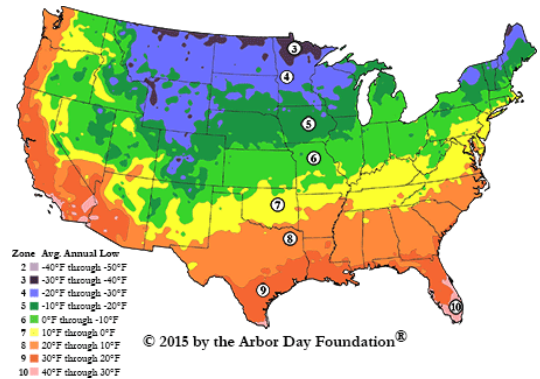 3
4
5
6
7
8
9
10
Zone Avg. Annual Low
2 -40°F through -50°F
3 -30°F through -40°F
4 -20°F through -30°F
5 -10°F through -20°F
6 0°F through -10°F
7 10°F through 0°F
8 20°F through 10°F
9 30°F through 20°F
10 40°F through 30°F
© 2015 by the Arbor Day Foundation®